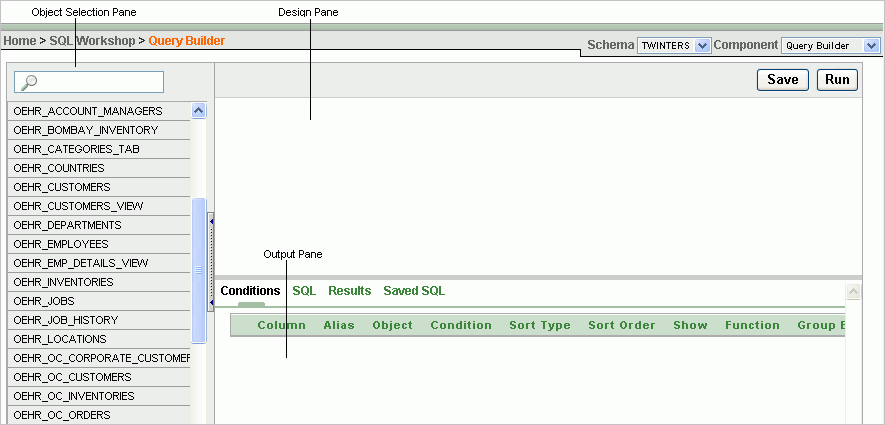 Object Selection Pane
Design Pane
Home > SQL Workshop > Query Builder
Schema TWINTERS Component Query Builder
Save Run
OEHR_ACCOUNT_MANAGERS
OEHR_BOMBAY_INVENTORY
OEHR_CATEGORIES_TAB
OEHR_COUNTRIES
OEHR_CUSTOMERS
OEHR_CUSTOMERS_VIEW
OEHR_DEPARTMENTS
OEHR_EMPLOYEES
OEHR_EMP_DETAILS_VIEW
OEHR_INVENTORIES
OEHR_JOBS
OEHR_JOB_HISTORY
OEHR_LOCATIONS
OEHR_OC_CORPORATE_CUSTOMER
OEHR_OC_CUSTOMERS
OEHR_OC_INVENTORIES
OEHR_OC_ORDERS
Output Pane
Conditions SQL Results Saved SQL
Column Alias Object Condition Sort Type Sort Order Show Function Group